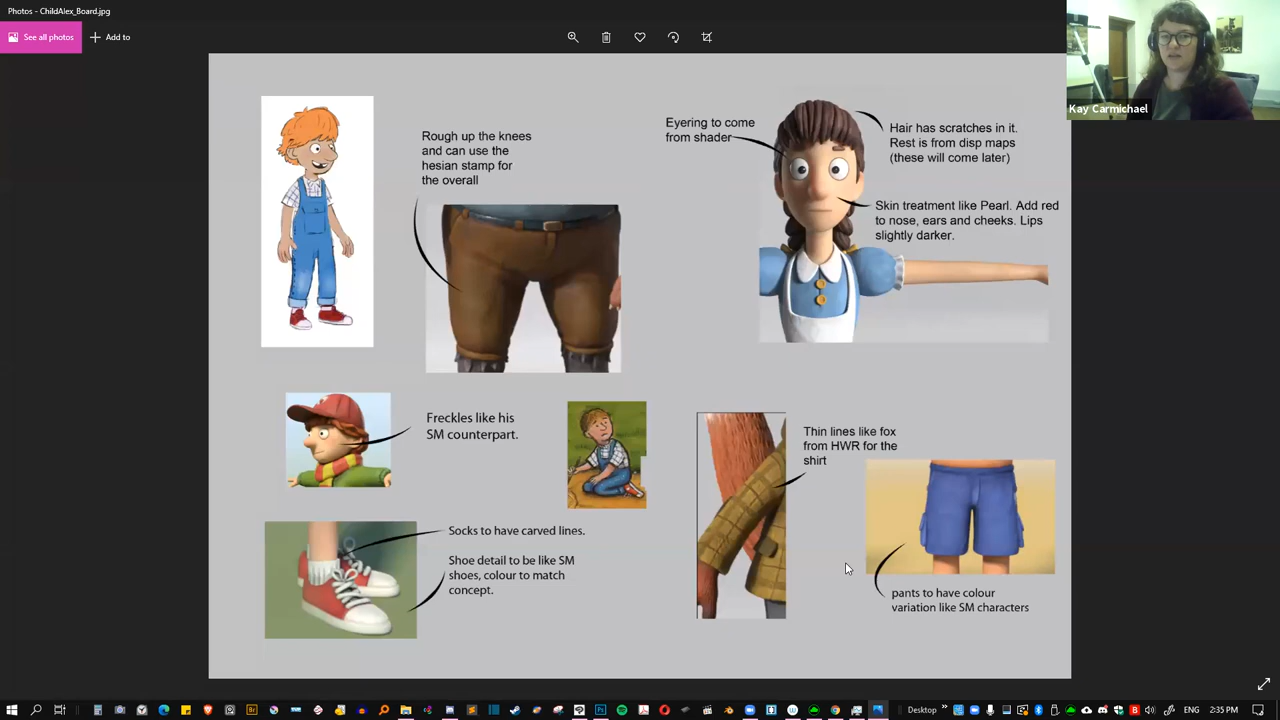 Photos - ChildAlex_Board.jpg
See all photos
Add to
Kay Carmichael
Rough up the knees
and can use the
hesian stamp for
the overall
Eyering to come
from shader
Hair has scratches in it.
Rest is from disp maps
(these will come later)
Skin treatment like Pearl. Add red
to nose, ears and cheeks. Lips
slightly darker.
Freckles like his
SM counterpart.
Thin lines like fox
from HWR for the
shirt
Socks to have carved lines.
Shoe detail to be like SM
shoes, colour to match
concept.
pants to have colour
variation like SM characters
Desktop
ENG
2:35 PM